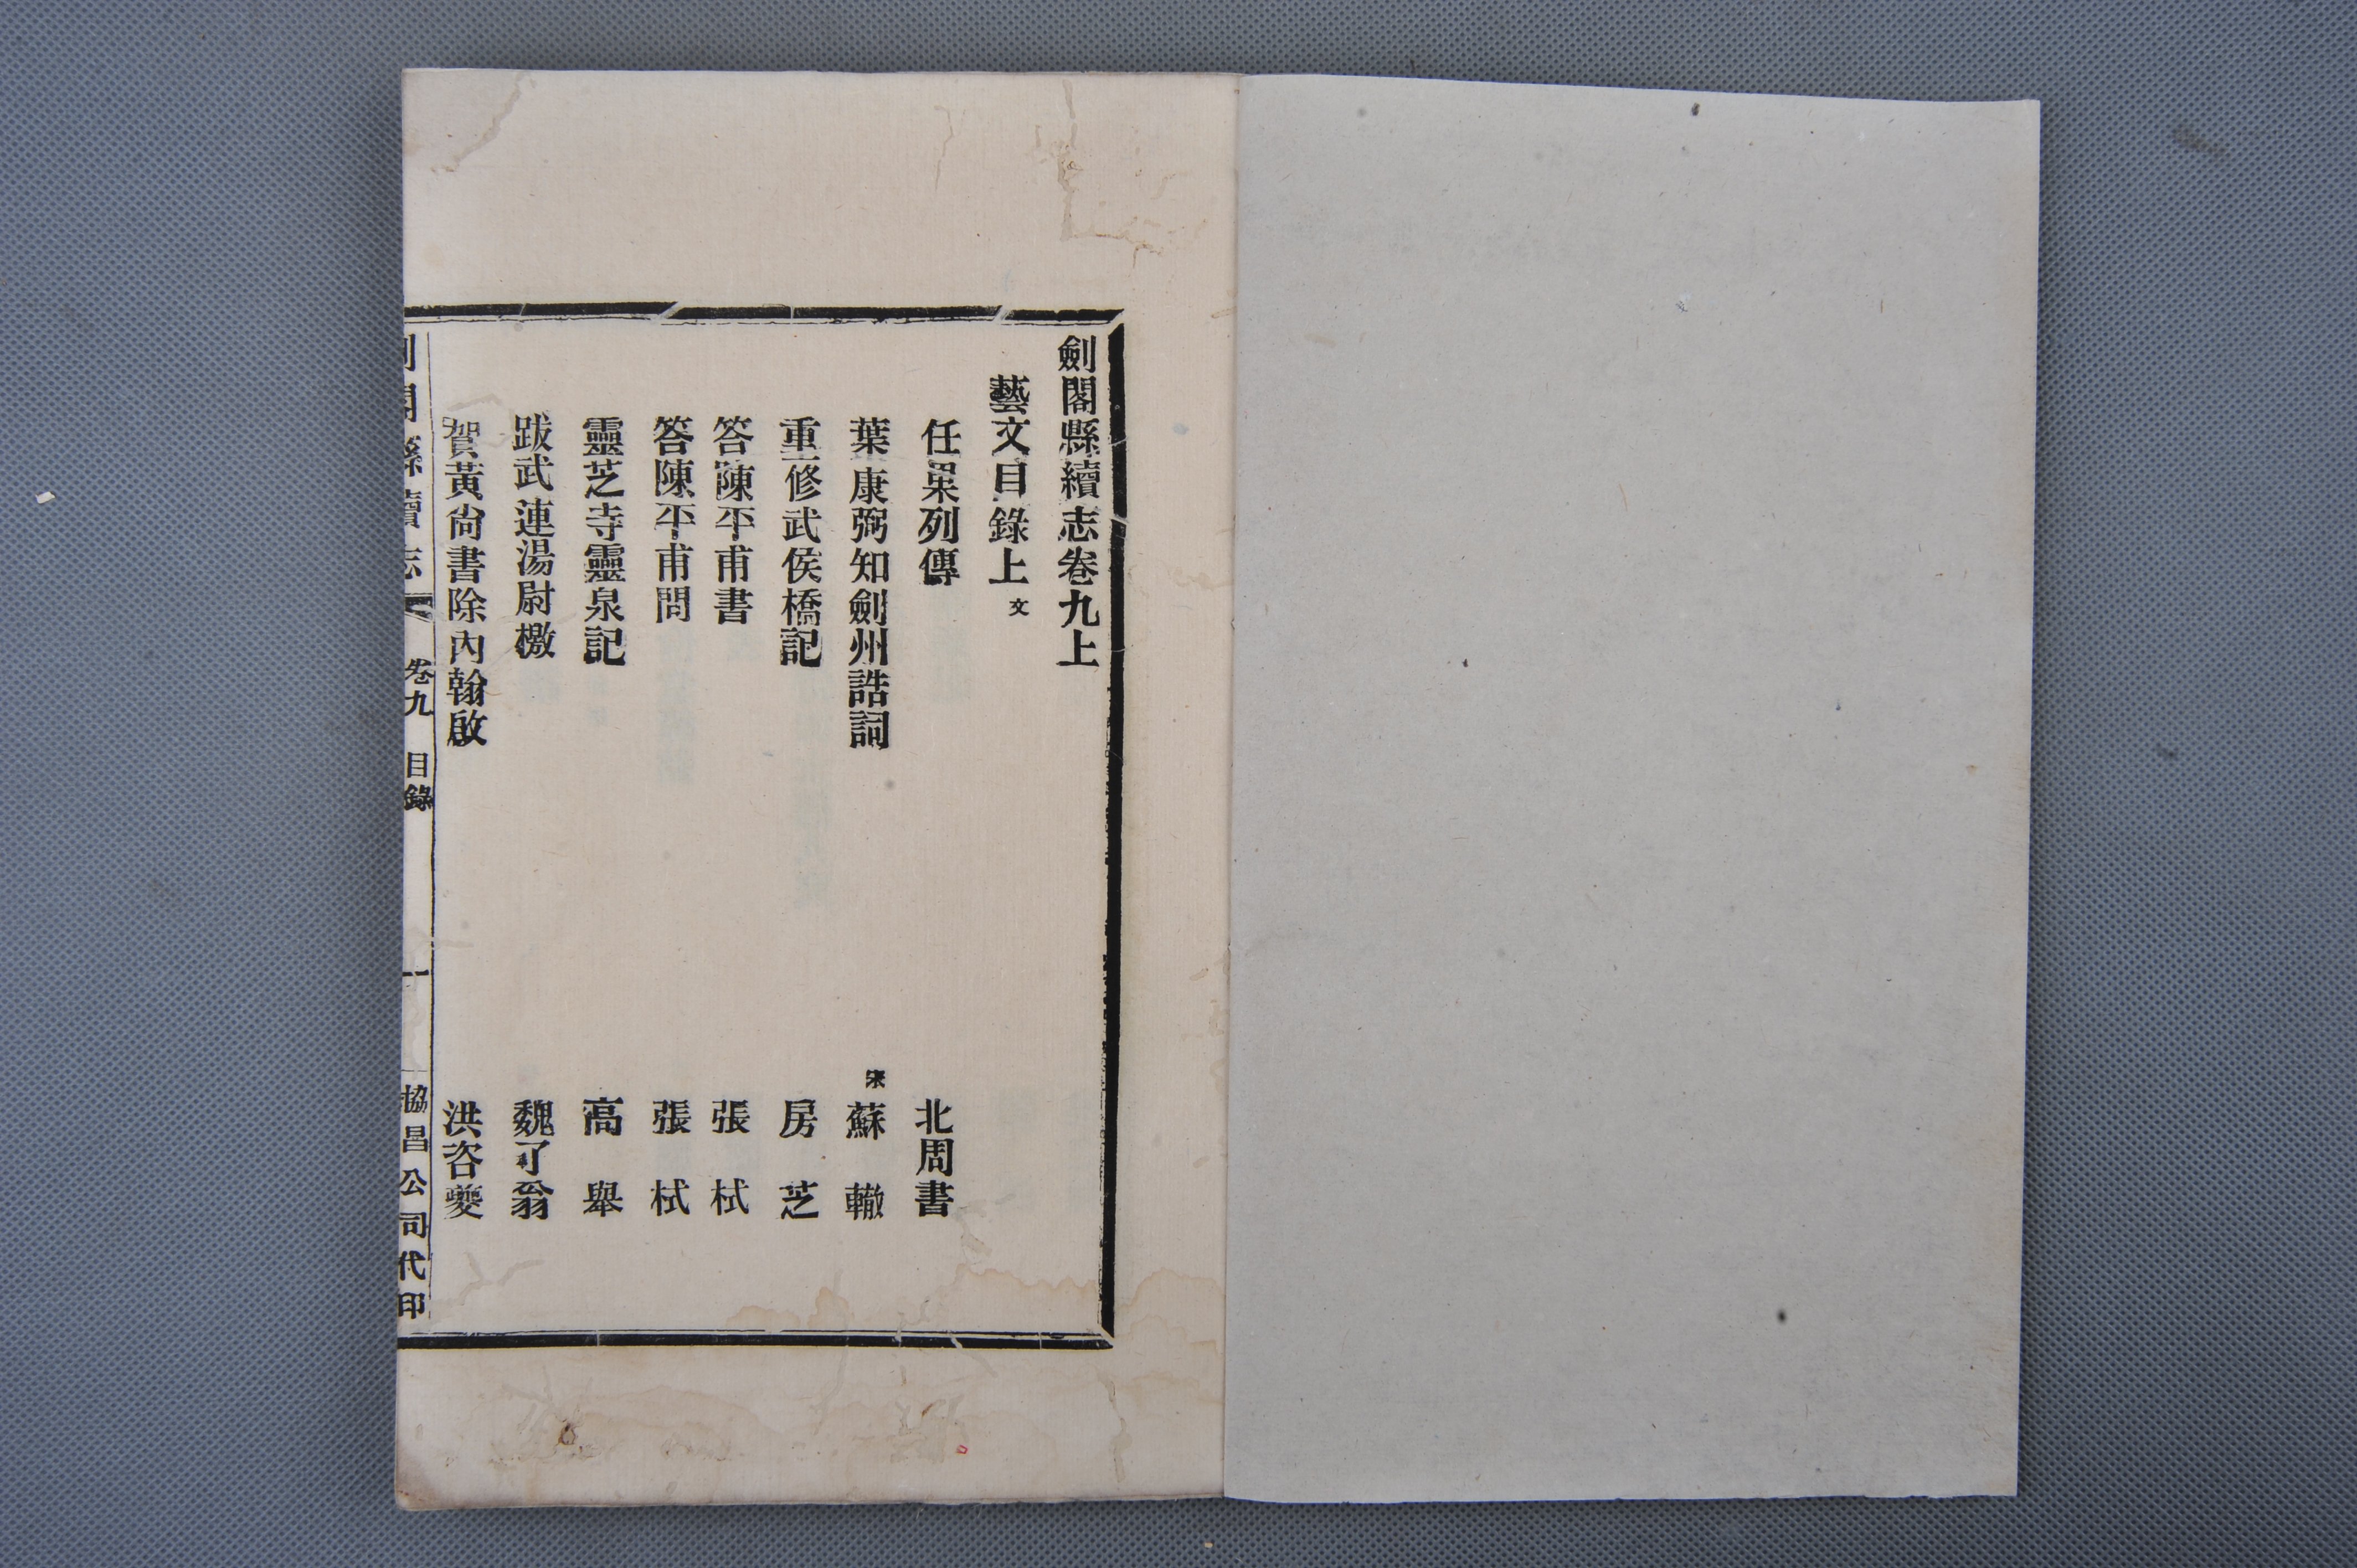 劍閣縣續志卷九上
藝文目錄上 文
任杲列傳 北周書
葉康弼知劍州誥詞 宋 蘇轍
重修武侯橋記 房芝
答陳平甫書 張栻
答陳平甫問 張栻
靈芝寺靈泉記 高舉
跋武連湯尉檄 魏了翁
賀黃尙書除內翰啟 洪咨夔
劍閣縣續志 卷九 目錄 一 協昌公司代印